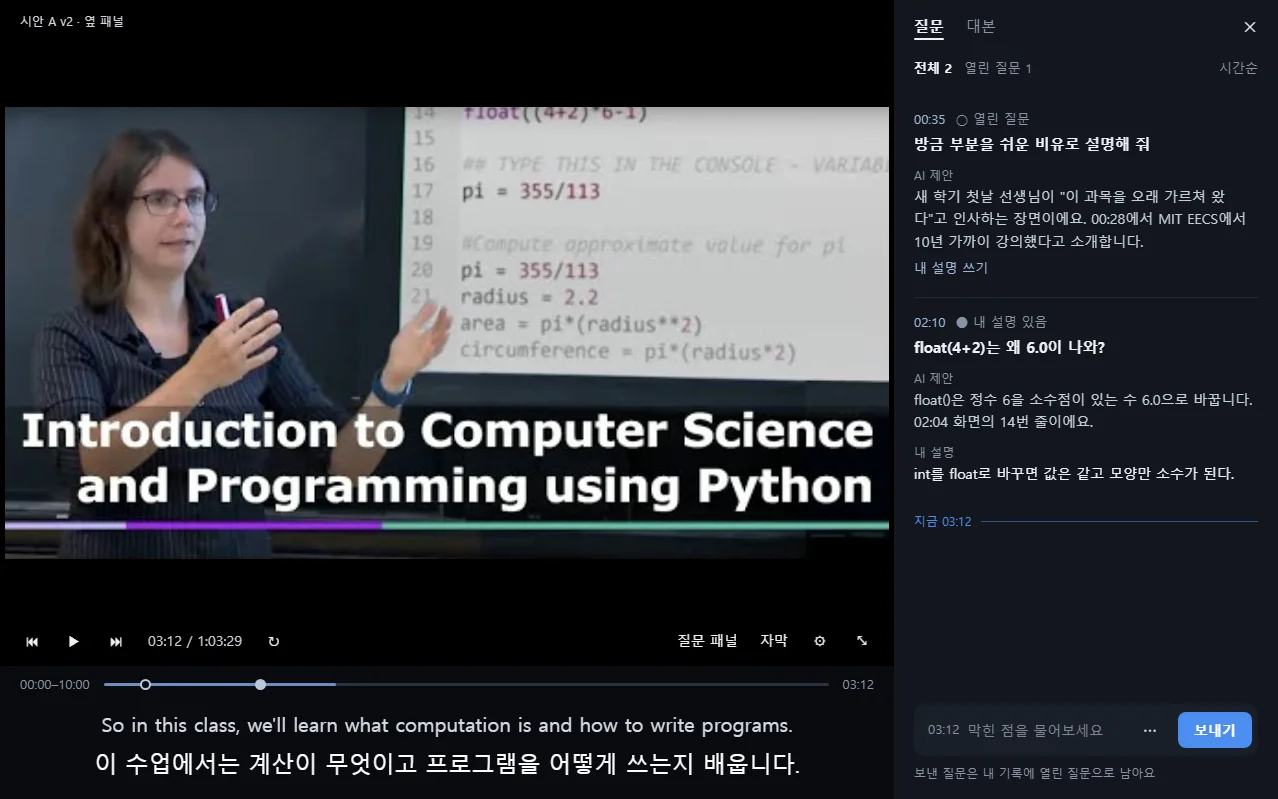 시안 A v2 · 옆 패널
14 float((4+2)*6-1)
15
16 ## TYPE THIS IN THE CONSOLE - VARIABL
17 pi = 355/113
18
19 #Compute approximate value for pi
20 pi = 355/113
21 radius = 2.2
area = pi*(radius**2)
circumference = pi*(radius*2)
Introduction to Computer Science
and Programming using Python
03:12 / 1:03:29
질문 패널 자막
00:00–10:00 03:12
So in this class, we'll learn what computation is and how to write programs.
이 수업에서는 계산이 무엇이고 프로그램을 어떻게 쓰는지 배웁니다.
질문 대본
전체 2 열린 질문 1 시간순
00:35 열린 질문
방금 부분을 쉬운 비유로 설명해 줘
AI 제안
새 학기 첫날 선생님이 "이 과목을 오래 가르쳐 왔
다"고 인사하는 장면이에요. 00:28에서 MIT EECS에서
10년 가까이 강의했다고 소개합니다.
내 설명 쓰기
02:10 내 설명 있음
float(4+2)는 왜 6.0이 나와?
AI 제안
float()은 정수 6을 소수점이 있는 수 6.0으로 바꿉니다.
02:04 화면의 14번 줄이에요.
내 설명
int를 float로 바꾸면 값은 같고 모양만 소수가 된다.
지금 03:12
03:12 막힌 점을 물어보세요 ··· 보내기
보낸 질문은 내 기록에 열린 질문으로 남아요